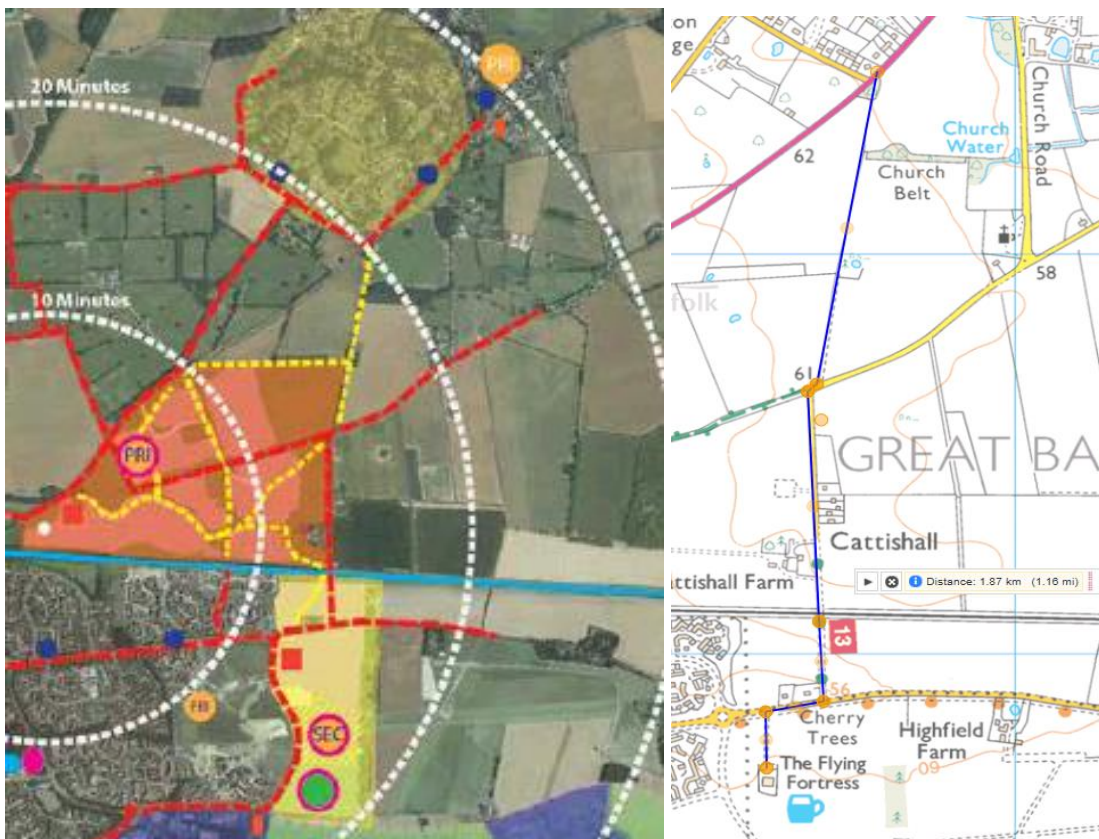 20 Minutes
PRI
10 Minutes
PRI
PRI
SEC
on
ge
62
Church
Water
Church Road
Church
Belt
folk
58
61
GREAT BA
Cattishall
ttishall Farm
Distance: 1.87 km (1.16 mi)
13
56
Cherry
Trees
Highfield
Farm
The Flying
Fortress
60